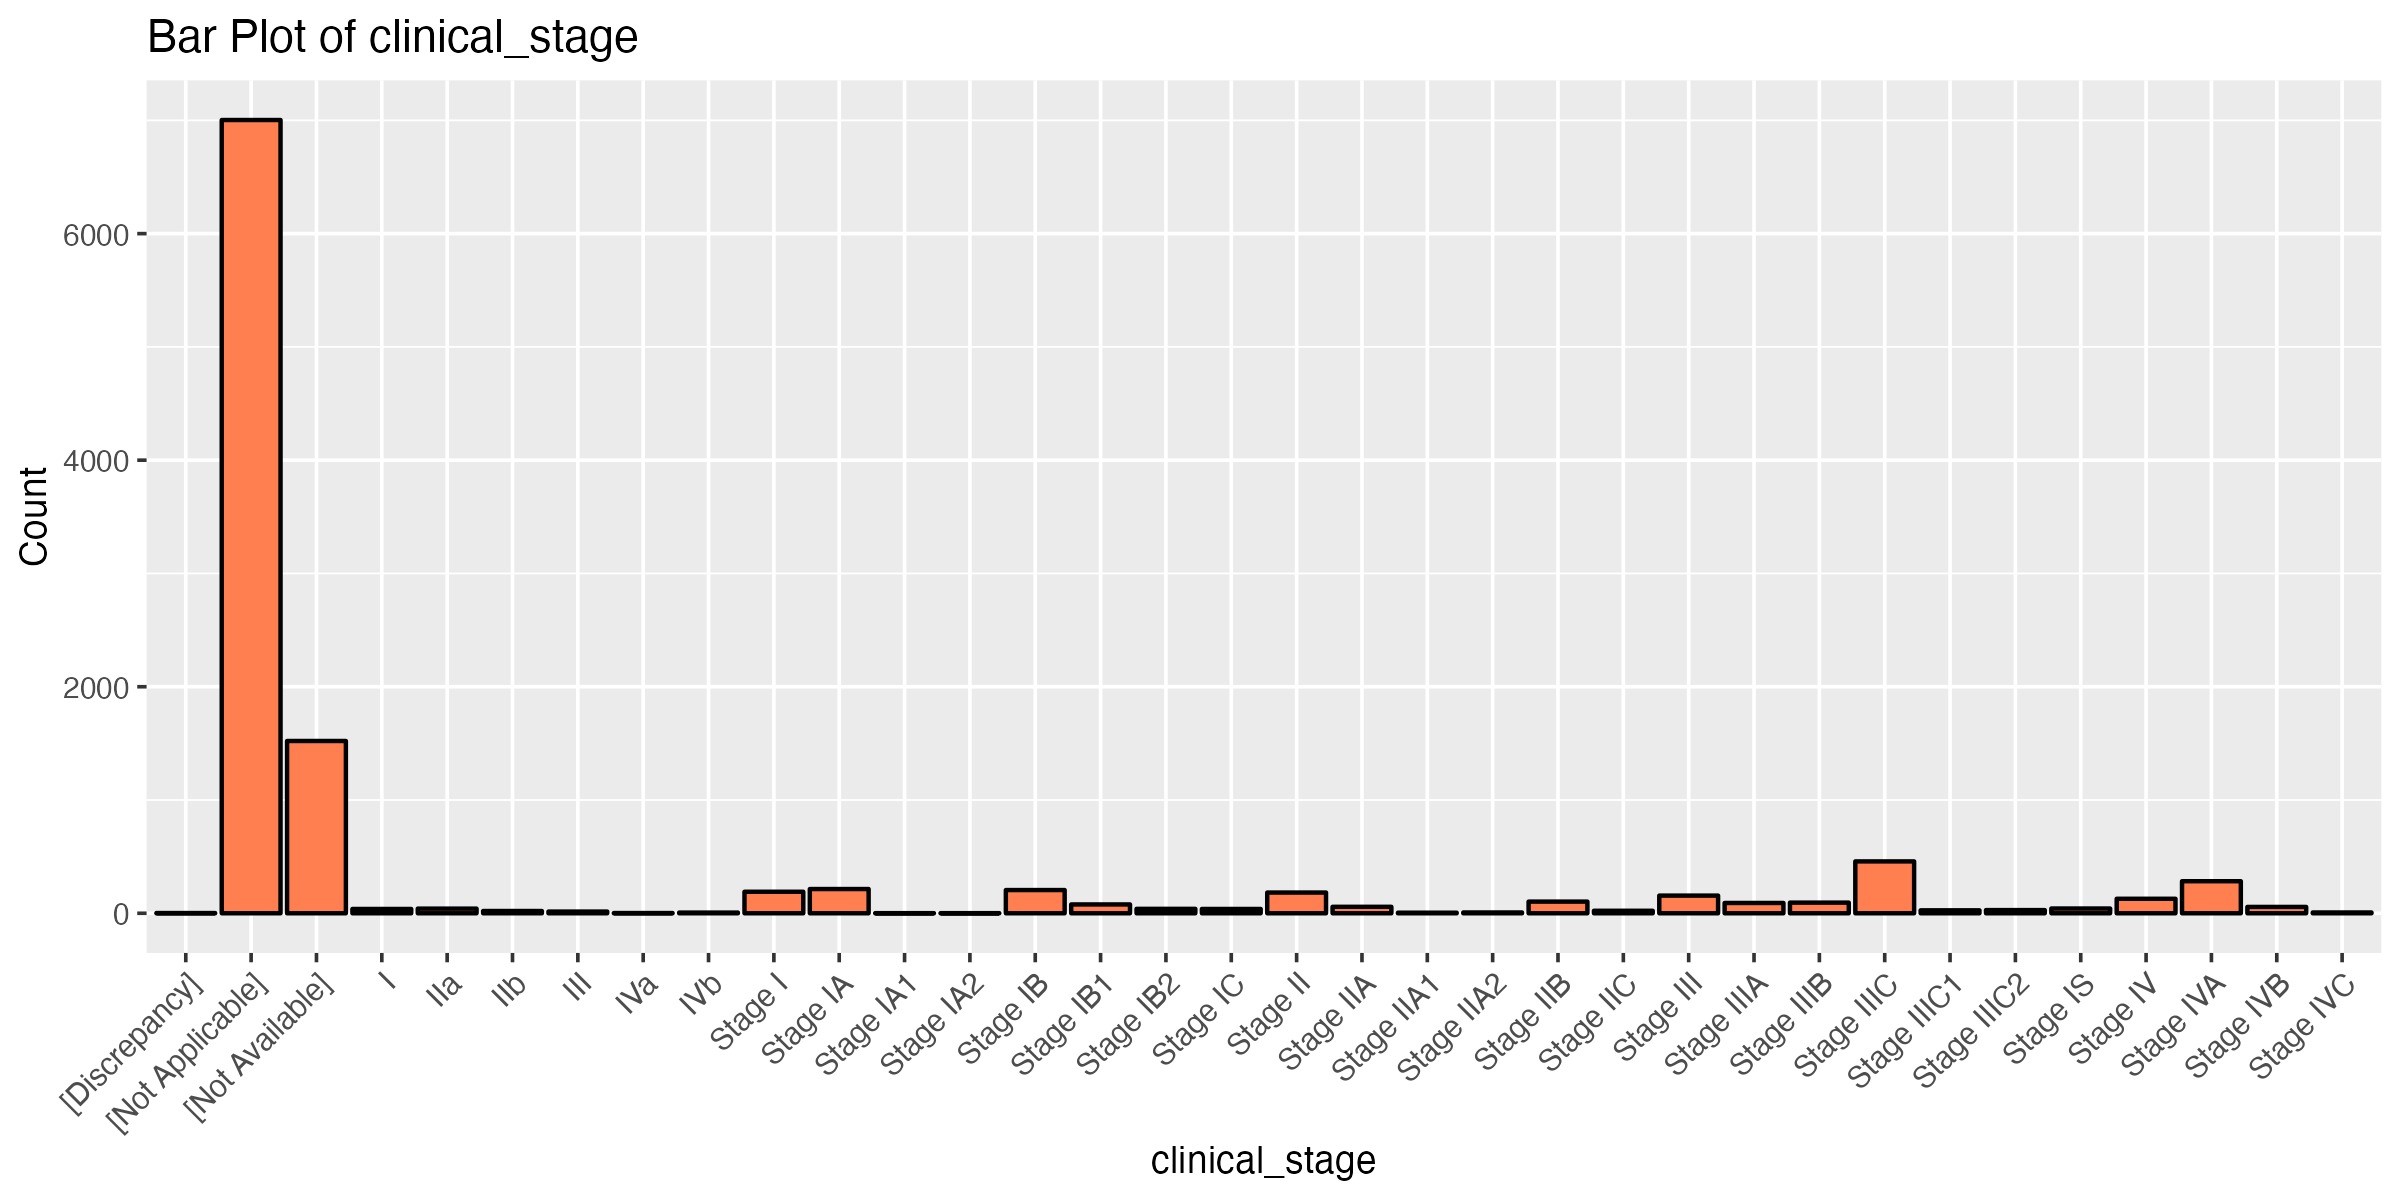 Bar Plot of clinical_stage
Count
6000
4000
2000
0
[Discrepancy]
[Not Applicable]
[Not Available]
I
IIa
IIb
III
IVa
IVb
Stage I
Stage IA
Stage IA1
Stage IA2
Stage IB
Stage IB1
Stage IB2
Stage IC
Stage II
Stage IIA
Stage IIA1
Stage IIA2
Stage IIB
Stage IIC
Stage III
Stage IIIA
Stage IIIB
Stage IIIC
Stage IIIC1
Stage IIIC2
Stage IS
Stage IV
Stage IVA
Stage IVB
Stage IVC
clinical_stage